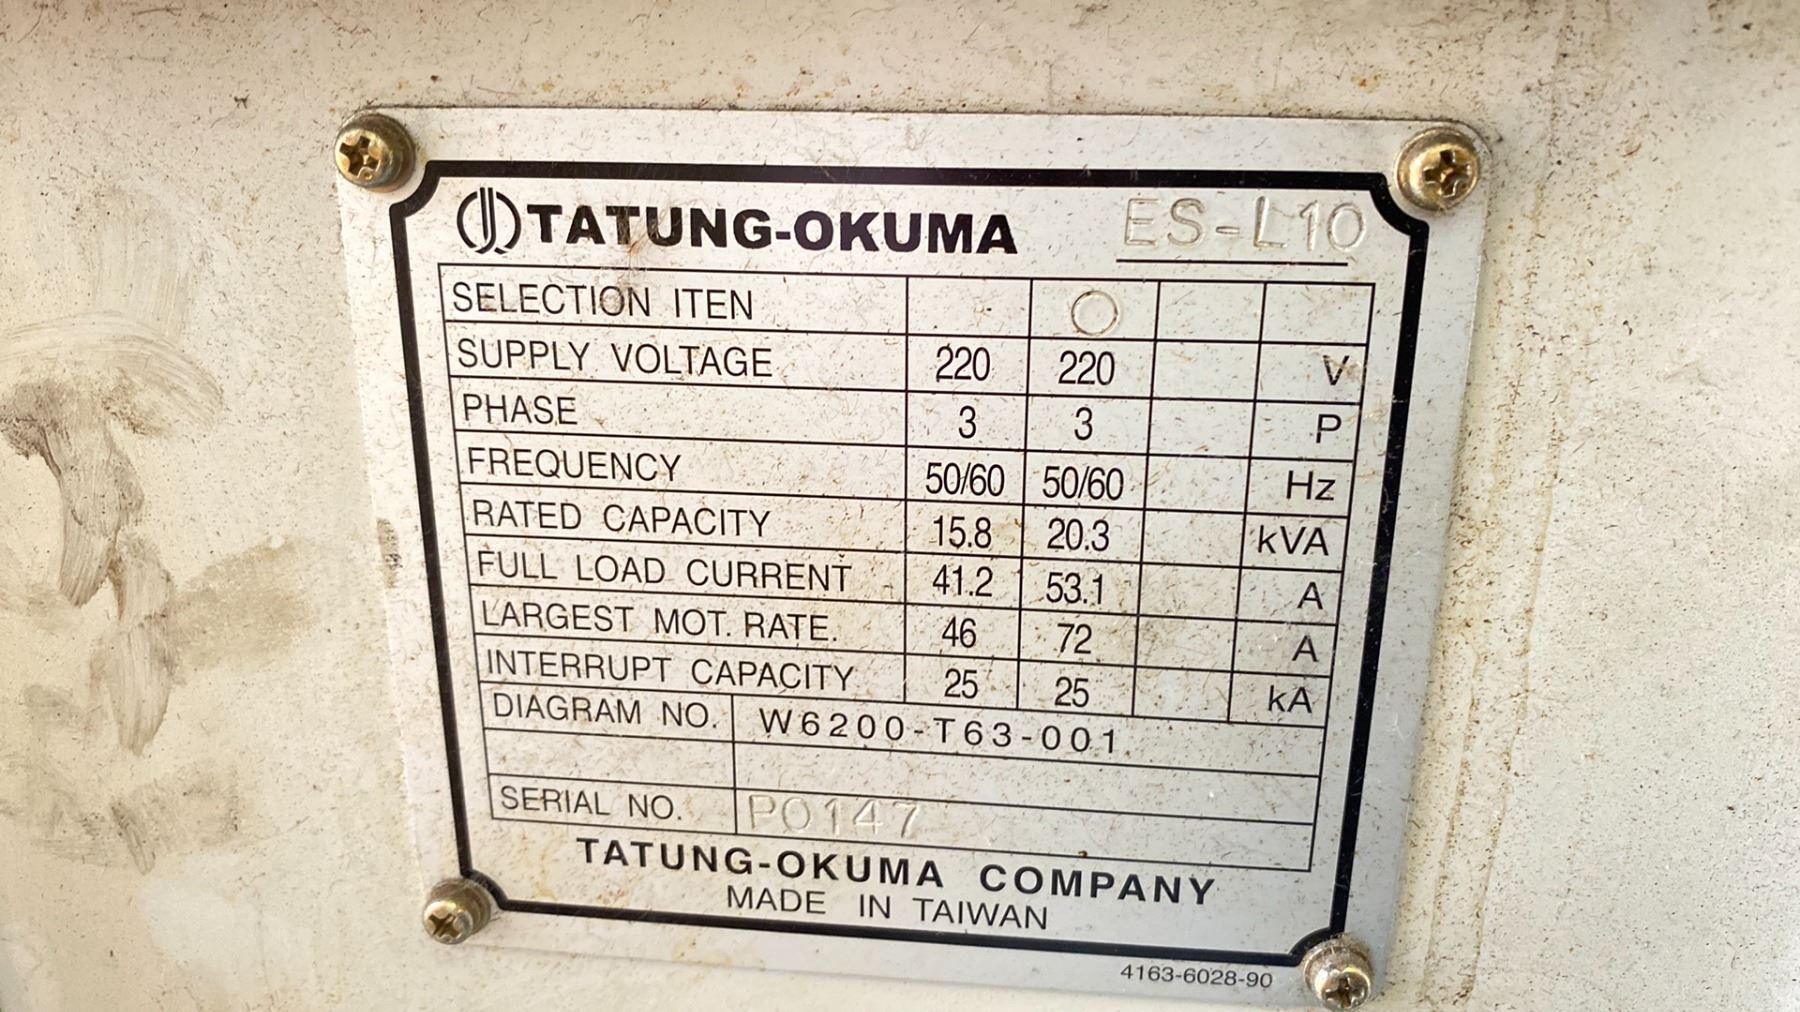 TATUNG-OKUMA ES-L10
SELECTION ITEN ○
SUPPLY VOLTAGE 220 220 V
PHASE 3 3 P
FREQUENCY 50/60 50/60 Hz
RATED CAPACITY 15.8 20.3 kVA
FULL LOAD CURRENT 41.2 53.1 A
LARGEST MOT. RATE. 46 72 A
INTERRUPT CAPACITY 25 25 kA
DIAGRAM NO. W6200-T63-001
SERIAL NO. P0147
TATUNG-OKUMA COMPANY
MADE IN TAIWAN
4163-6028-90